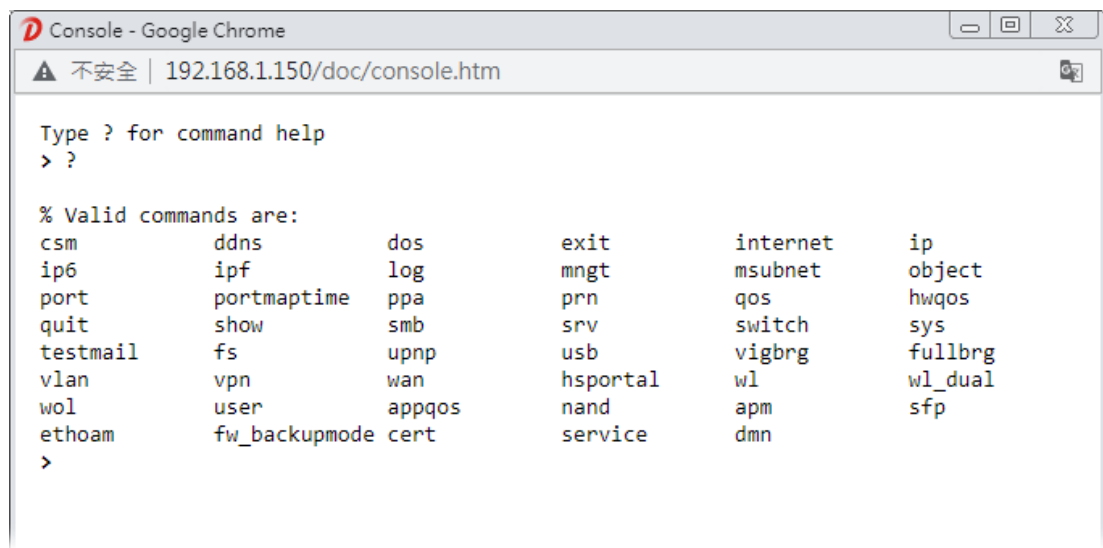 Console - Google Chrome
不安全 | 192.168.1.150/doc/console.htm
Type ? for command help
> ?
% Valid commands are:
csm ddns dos exit internet ip
ip6 ipf log mngt msubnet object
port portmaptime ppa prn qos hwqos
quit show smb srv switch sys
testmail fs upnp usb vigbrg fullbrg
vlan vpn wan hsportal wl wl_dual
wol user appqos nand apm sfp
ethoam fw_backupmode cert service dmn
>